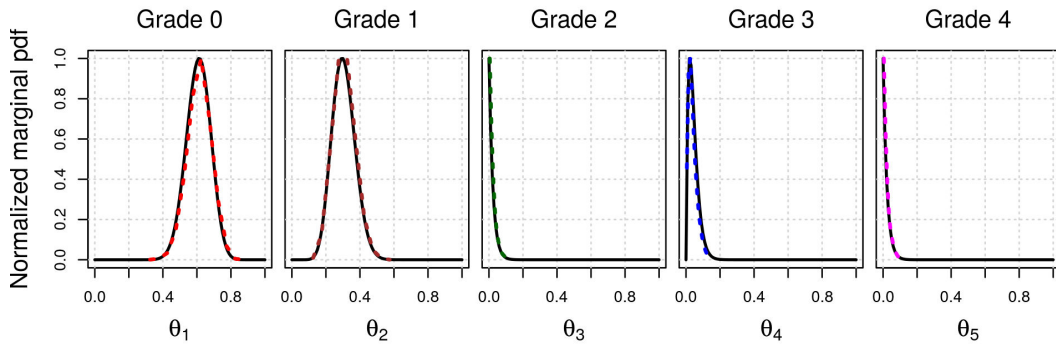 Grade 0 Grade 1 Grade 2 Grade 3 Grade 4
Normalized marginal pdf
1.0
0.8
0.6
0.4
0.2
0.0
0.0 0.4 0.8 0.0 0.4 0.8 0.0 0.4 0.8 0.0 0.4 0.8 0.0 0.4 0.8
θ1 θ2 θ3 θ4 θ5